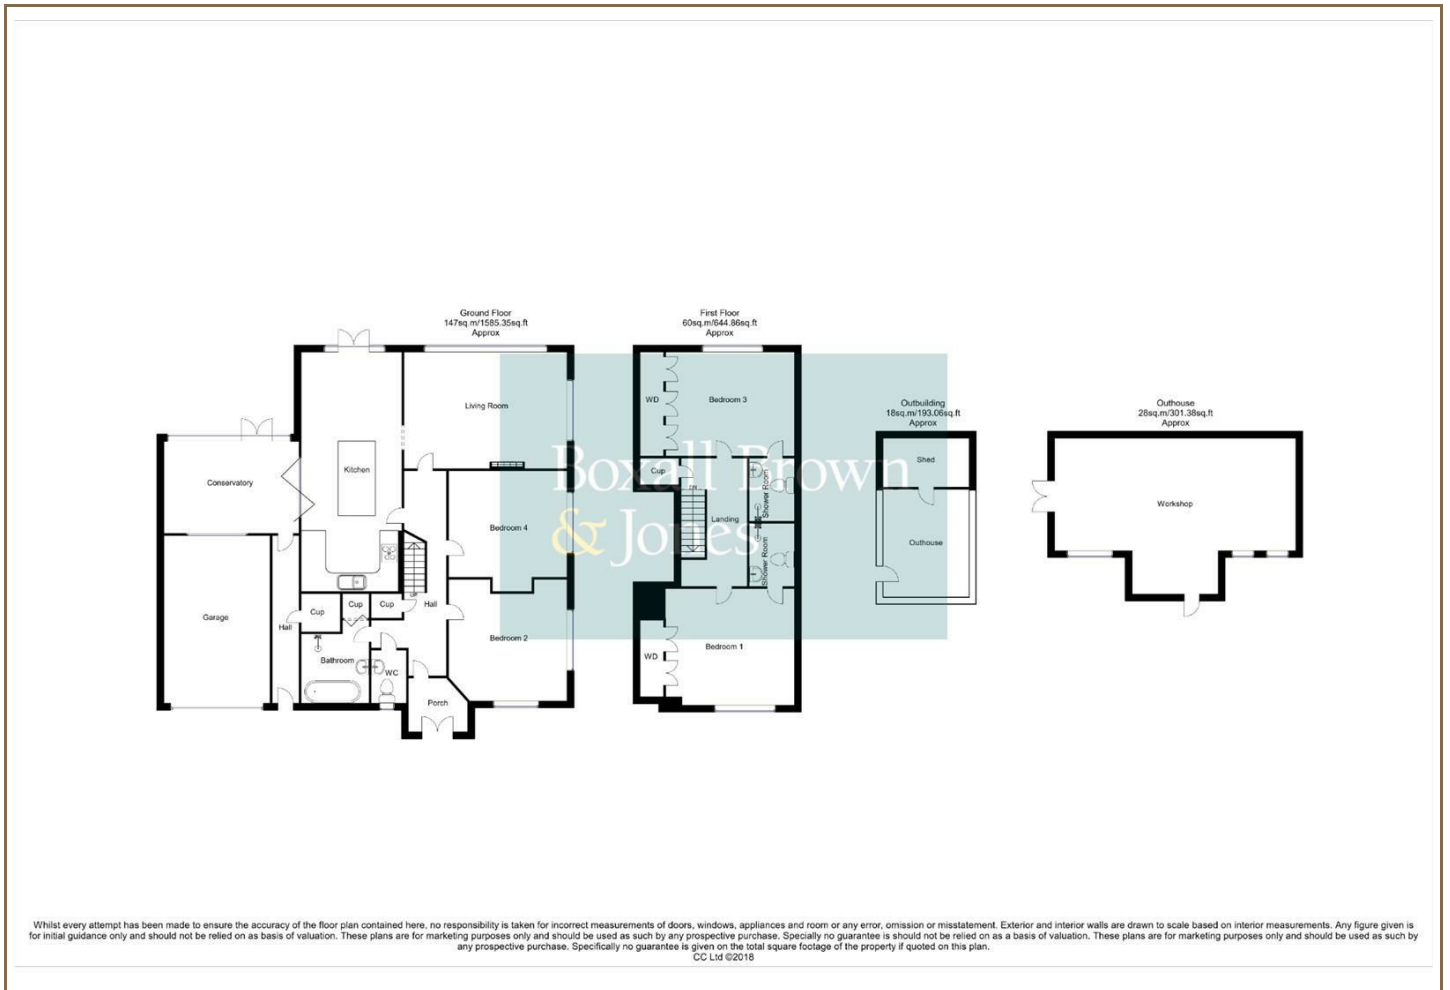 Ground Floor
147sq.m/1585.35sq.ft
Approx
First Floor
60sq.m/644.86sq.ft
Approx
Outbuilding
18sq.m/193.06sq.ft
Approx
Outhouse
28sq.m/301.38sq.ft
Approx
Living Room
Kitchen
Conservatory
Bedroom 4
Garage
Hall
Cup
Cup
Cup
UP
Hall
Bathroom
WC
Porch
Bedroom 2
WD
Bedroom 3
Cup
DN
Landing
Shower Room
Shower Room
WD
Bedroom 1
Shed
Outhouse
Workshop
Boxall Brown
& Jones
Whilst every attempt has been made to ensure the accuracy of the floor plan contained here, no responsibility is taken for incorrect measurements of doors, windows, appliances and room or any error, omission or misstatement. Exterior and interior walls are drawn to scale based on interior measurements. Any figure given is
for initial guidance only and should not be relied on as basis of valuation. These plans are for marketing purposes only and should be used as such by any prospective purchase. Specially no guarantee is should not be relied on as a basis of valuation. These plans are for marketing purposes only and should be used as such by
any prospective purchase. Specifically no guarantee is given on the total square footage of the property if quoted on this plan.
CC Ltd ©2018